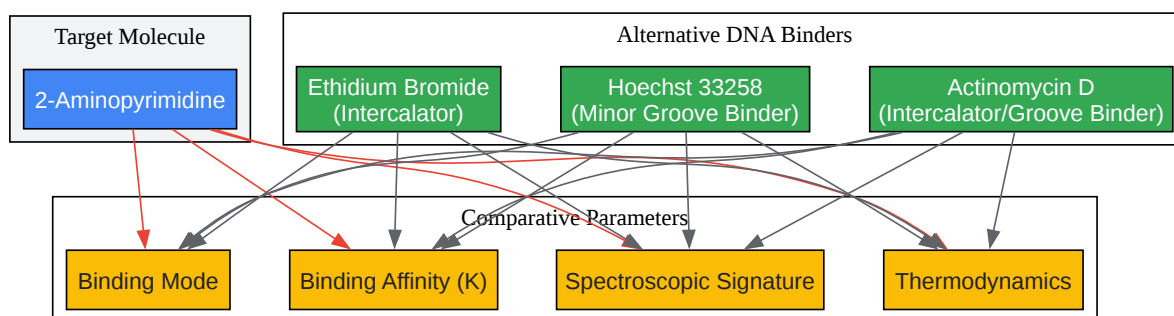 Target Molecule
2-Aminopyrimidine
Alternative DNA Binders
Ethidium Bromide
(Intercalator)
Hoechst 33258
(Minor Groove Binder)
Actinomycin D
(Intercalator/Groove Binder)
Comparative Parameters
Binding Mode
Binding Affinity (K)
Spectroscopic Signature
Thermodynamics